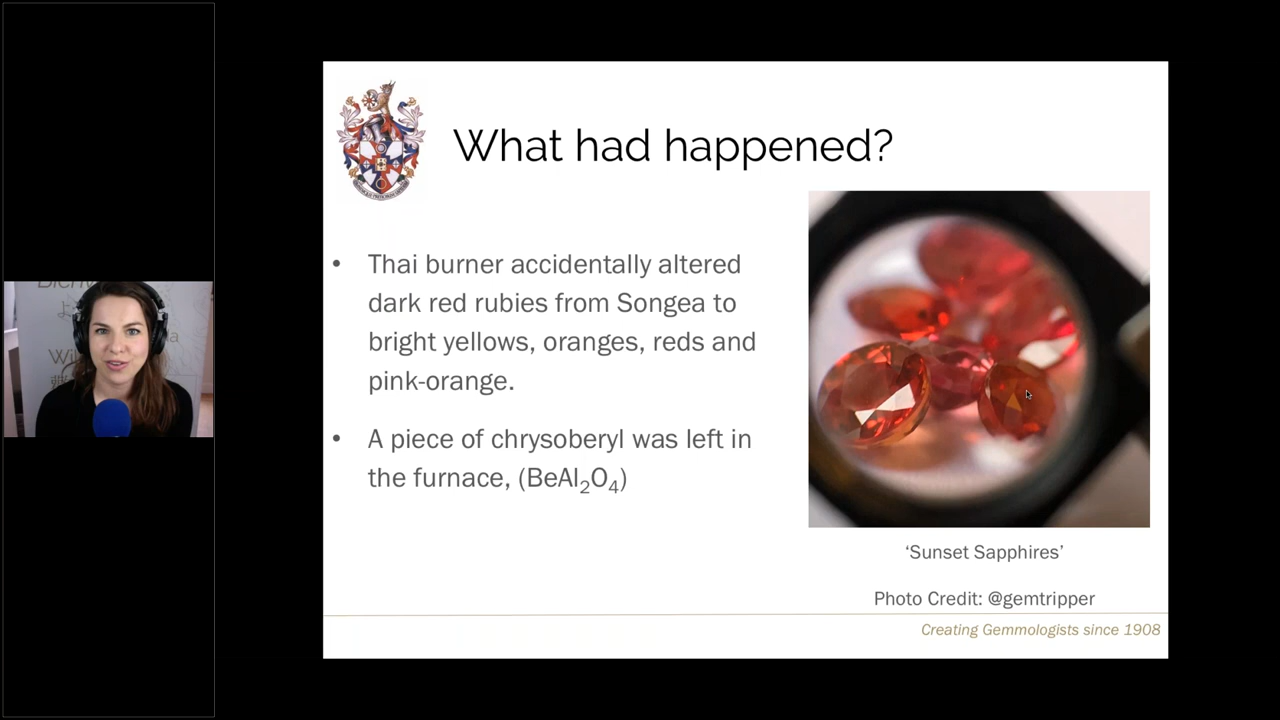 What had happened?
• Thai burner accidentally altered
dark red rubies from Songea to
bright yellows, oranges, reds and
pink-orange.
• A piece of chrysoberyl was left in
the furnace, (BeAl₂O₄)
‘Sunset Sapphires’
Photo Credit: @gemtripper
Creating Gemmologists since 1908